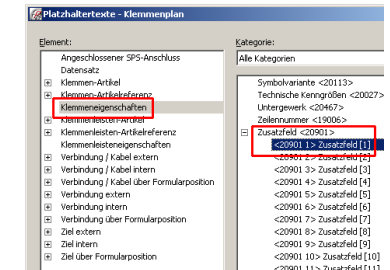 Platzhaltertexte - Klemmenplan
Element:
Angeschlossener SPS-Anschluss
Datensatz
Klemmen-Artikel
Klemmen-Artikelreferenz
Klemmeneigenschaften
Klemmenleisten-Artikel
Klemmenleisten-Artikelreferenz
Klemmenleisteneigenschaften
Verbindung / Kabel extern
Verbindung / Kabel intern
Verbindung / Kabel über Formularposition
Verbindung extern
Verbindung intern
Verbindung über Formularposition
Ziel extern
Ziel intern
Ziel über Formularposition
Kategorie:
Alle Kategorien
Symbolvariante <20113>
Technische Kenngrößen <20027>
Untergewerk <20467>
Zeilennummer <19006>
Zusatzfeld <20901>
<20901 1> Zusatzfeld [1]
<20901 2> Zusatzfeld [2]
<20901 3> Zusatzfeld [3]
<20901 4> Zusatzfeld [4]
<20901 5> Zusatzfeld [5]
<20901 6> Zusatzfeld [6]
<20901 7> Zusatzfeld [7]
<20901 8> Zusatzfeld [8]
<20901 9> Zusatzfeld [9]
<20901 10> Zusatzfeld [10]
<20901 11> Zusatzfeld [11]